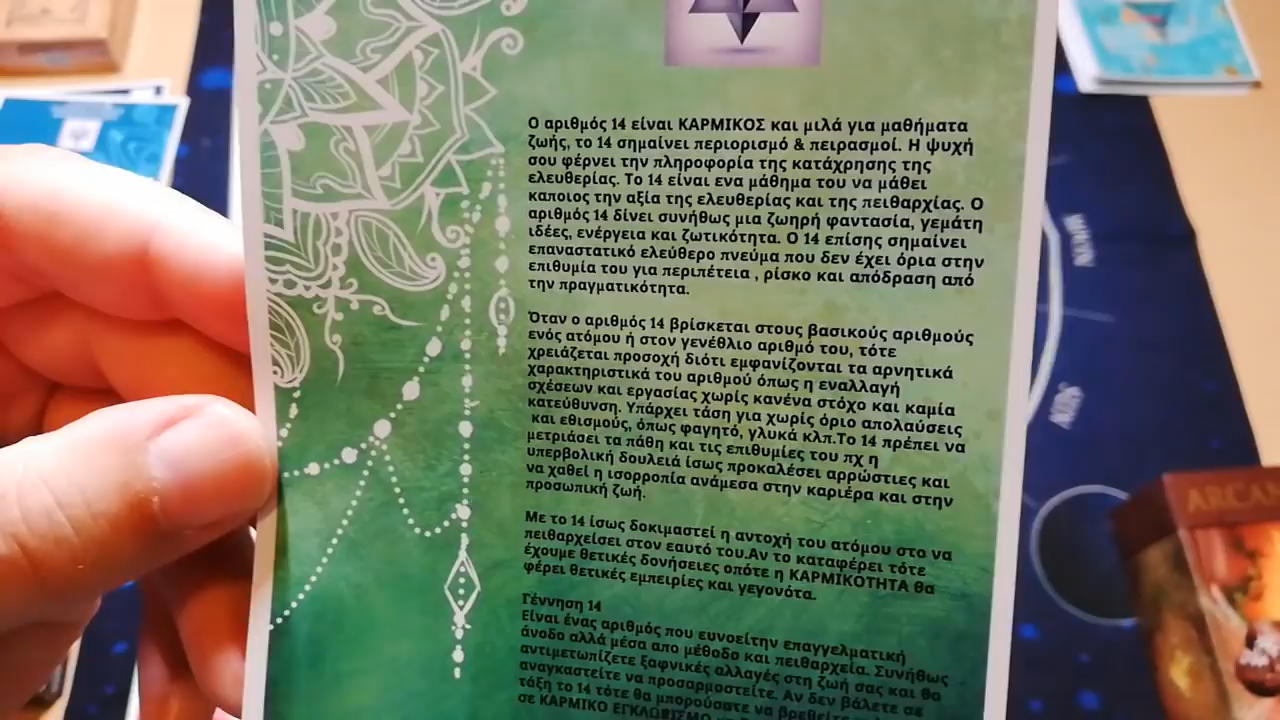 Ο αριθμός 14 είναι ΚΑΡΜΙΚΟΣ και μιλά για μαθήματα
ζωής, το 14 σημαίνει περιορισμό & πειρασμοί. Η ψυχή
σου φέρνει την πληροφορία της κατάχρησης της
ελευθερίας. Το 14 είναι ενα μάθημα του να μάθει
καποιος την αξία της ελευθερίας και της πειθαρχίας. Ο
αριθμός 14 δίνει συνήθως μια ζωηρή φαντασία, γεμάτη
ιδέες, ενέργεια και ζωτικότητα. Ο 14 επίσης σημαίνει
επαναστατικό ελεύθερο πνεύμα που δεν έχει όρια στην
επιθυμία του για περιπέτεια , ρίσκο και απόδραση από
την πραγματικότητα.
Όταν ο αριθμός 14 βρίσκεται στους βασικούς αριθμούς
ενός ατόμου ή στον γενέθλιο αριθμό του, τότε
χρειάζεται προσοχή διότι εμφανίζονται τα αρνητικά
χαρακτηριστικά του αριθμού όπως η εναλλαγή
σχέσεων και εργασίας χωρίς κανένα στόχο και καμία
κατεύθυνση. Υπάρχει τάση για χωρίς όριο απολαύσεις
και εθισμούς, όπως φαγητό, γλυκά κλπ.Το 14 πρέπει να
μετριάσει τα πάθη και τις επιθυμίες του πχ η
υπερβολική δουλειά ίσως προκαλέσει αρρώστιες και
να χαθεί η ισορροπία ανάμεσα στην καριέρα και στην
προσωπική ζωή.
Με το 14 ίσως δοκιμαστεί η αντοχή του ατόμου στο να
πειθαρχείσει στον εαυτό του.Αν το καταφέρει τότε
έχουμε θετικές δονήσειες οπότε η ΚΑΡΜΙΚΟΤΗΤΑ θα
φέρει θετικές εμπειρίες και γεγονότα.
Γέννηση 14
Είναι ένας αριθμός που ευνοείτην επαγγελματική
άνοδο αλλά μέσα απο μέθοδο και πειθαρχεία. Συνήθως
αντιμετωπίζετε ξαφνικές αλλαγές στη ζωή σας και θα
αναγκαστείτε να προσαρμοστείτε. Αν δεν βάλετε σε
τάξη το 14 τότε θα μπορούσατε να βρεθείτε
σε ΚΑΡΜΙΚΟ ΕΓΚΛΩΒΙΣΜΟ
ARCAN